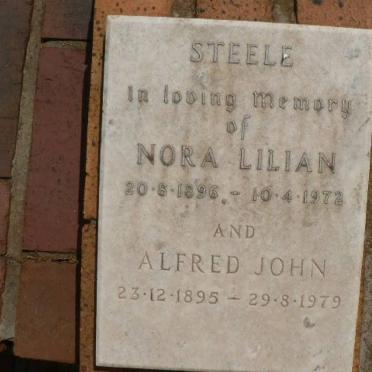 STEELE
In loving Memory
of
NORA LILIAN
20·8·1896 – 10·4·1972
AND
ALFRED JOHN
23·12·1895 – 29·8·1979